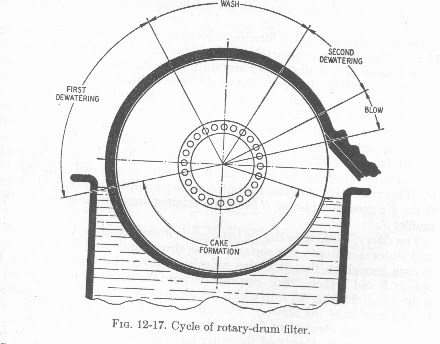 WASH
SECOND
DEWATERING
FIRST
DEWATERING
BLOW
CAKE
FORMATION
FIG. 12-17. Cycle of rotary-drum filter.